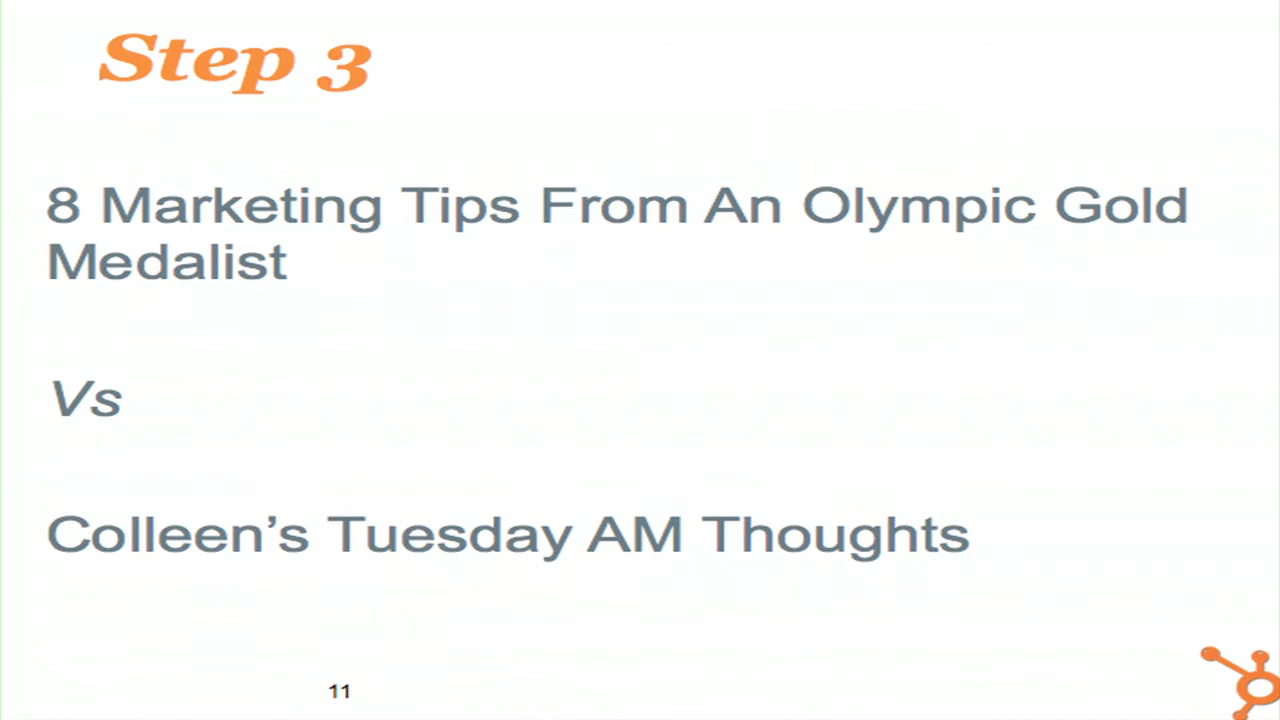 Step 3
8 Marketing Tips From An Olympic Gold
Medalist
Vs
Colleen’s Tuesday AM Thoughts
11